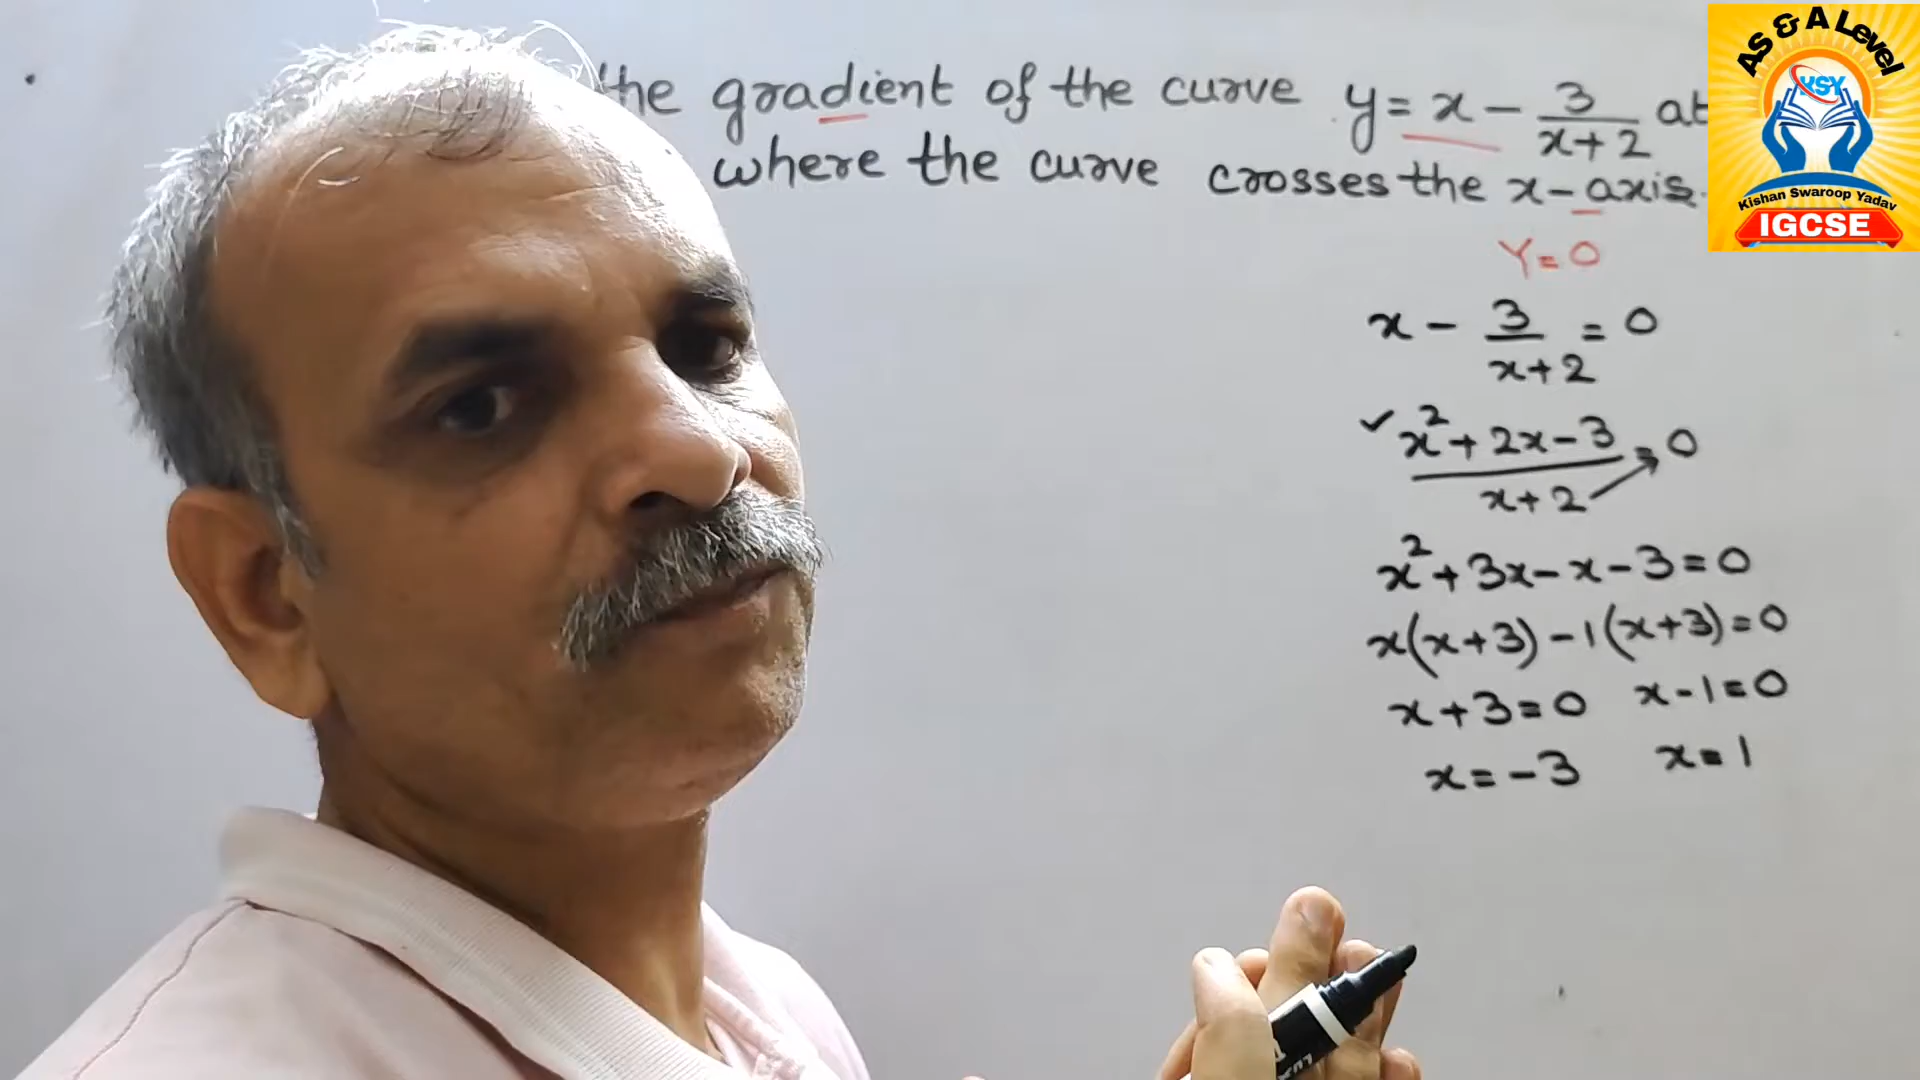 the gradient of the curve y = x - 3/(x+2) at
where the curve crosses the x-axis.
Y=0
x - 3/(x+2) = 0
✓ (x²+2x-3)/(x+2) = 0
x²+3x-x-3=0
x(x+3)-1(x+3)=0
x+3=0 x-1=0
x=-3 x=1
AS & A Level
KSY
Kishan Swaroop Yadav
IGCSE